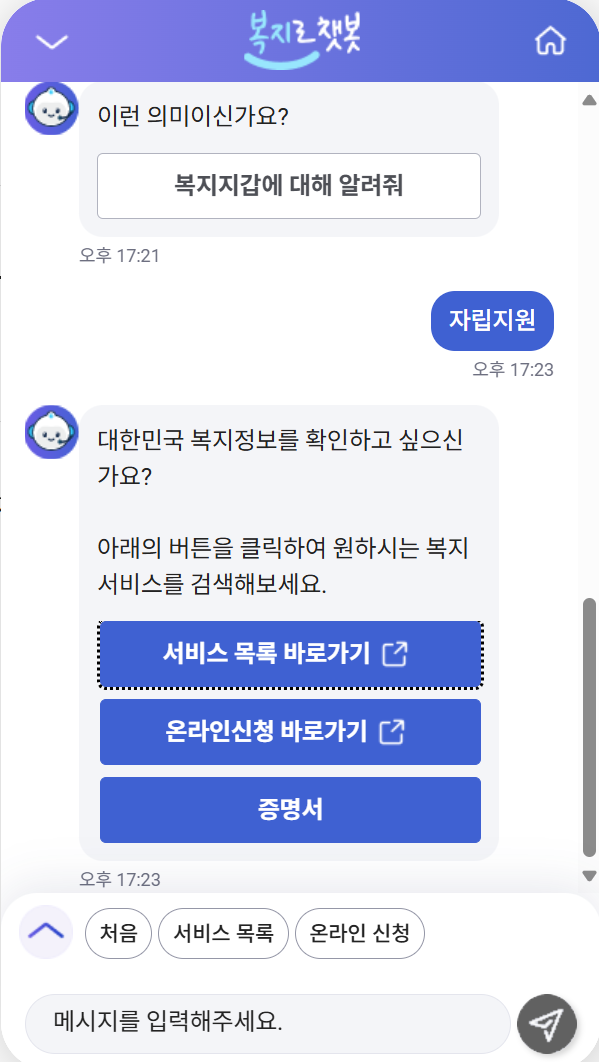 복지로챗봇
이런 의미이신가요?
복지지갑에 대해 알려줘
오후 17:21
자립지원
오후 17:23
대한민국 복지정보를 확인하고 싶으신
가요?
아래의 버튼을 클릭하여 원하시는 복지
서비스를 검색해보세요.
서비스 목록 바로가기
온라인신청 바로가기
증명서
오후 17:23
처음 서비스 목록 온라인 신청
메시지를 입력해주세요.